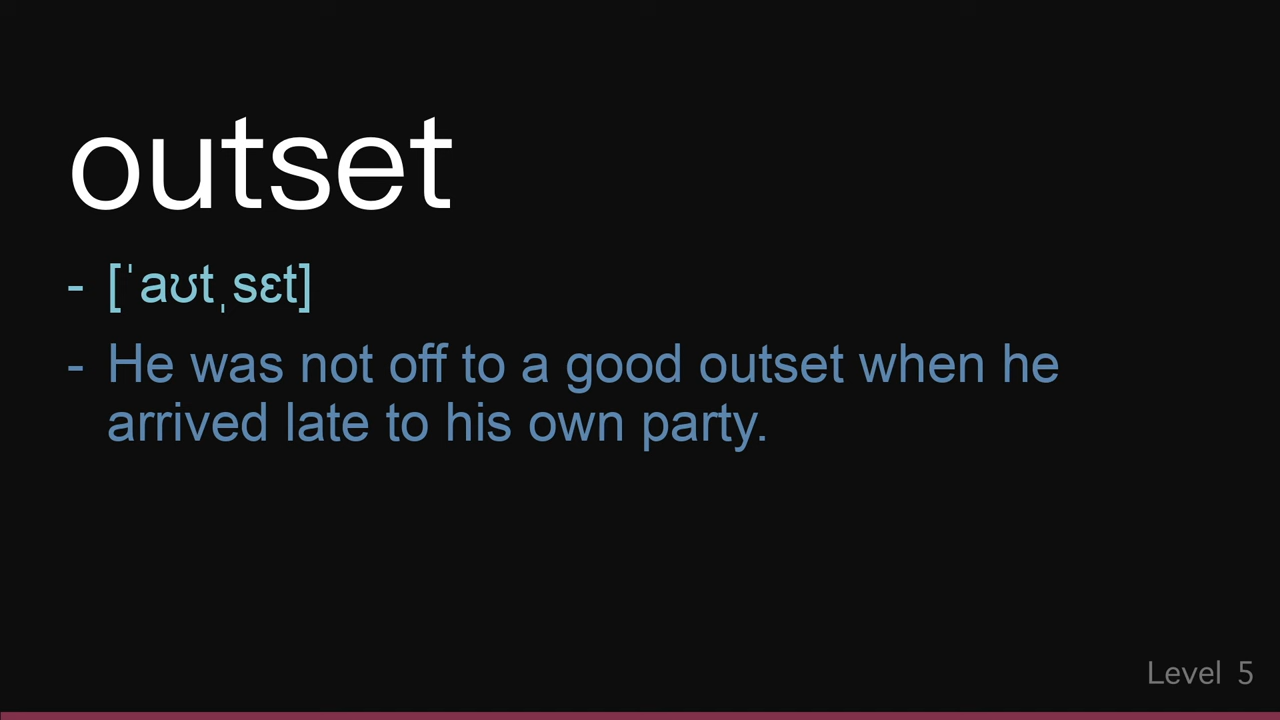 outset
- [ˈaʊtˌsɛt]
- He was not off to a good outset when he
arrived late to his own party.
Level 5